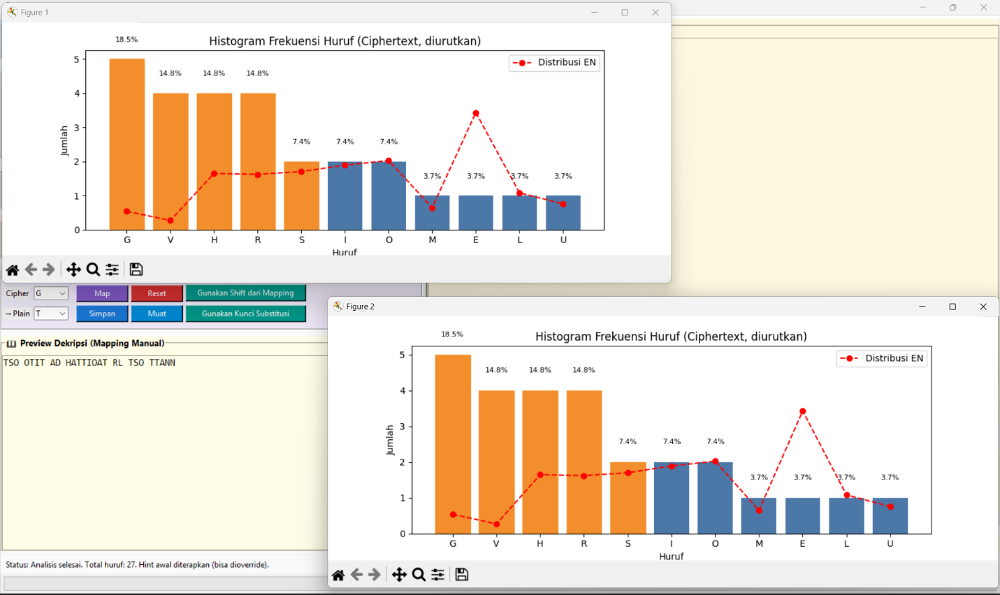 Figure 1
Histogram Frekuensi Huruf (Ciphertext, diurutkan)
18.5%
14.8% 14.8% 14.8%
7.4% 7.4% 7.4%
3.7% 3.7% 3.7% 3.7%
Distribusi EN
Jumlah
5
4
3
2
1
0
G V H R S I O M E L U
Huruf
Cipher G Map Reset Gunakan Shift dari Mapping
→ Plain T Simpan Muat Gunakan Kunci Substitusi
Preview Dekripsi (Mapping Manual)
TSO OTIT AD HATTIOAT RL TSO TTANN
Status: Analisis selesai. Total huruf: 27. Hint awal diterapkan (bisa dioverride).
Figure 2
Histogram Frekuensi Huruf (Ciphertext, diurutkan)
18.5%
14.8% 14.8% 14.8%
7.4% 7.4% 7.4%
3.7% 3.7% 3.7% 3.7%
Distribusi EN
Jumlah
5
4
3
2
1
0
G V H R S I O M E L U
Huruf